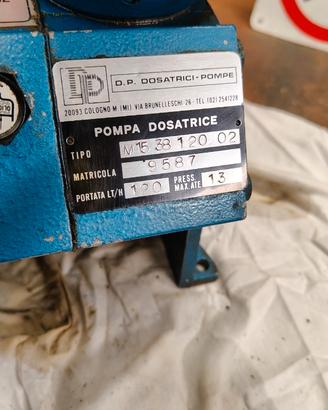 D.P. DOSATRICI-POMPE
20093 COLOGNO M. (MI) VIA BRUNELLESCHI 26 - TEL. (02) 2541228
POMPA DOSATRICE
TIPO M15 38 120 02
MATRICOLA 9587
PORTATA LT/H 120 PRESS. MAX. ATE 13